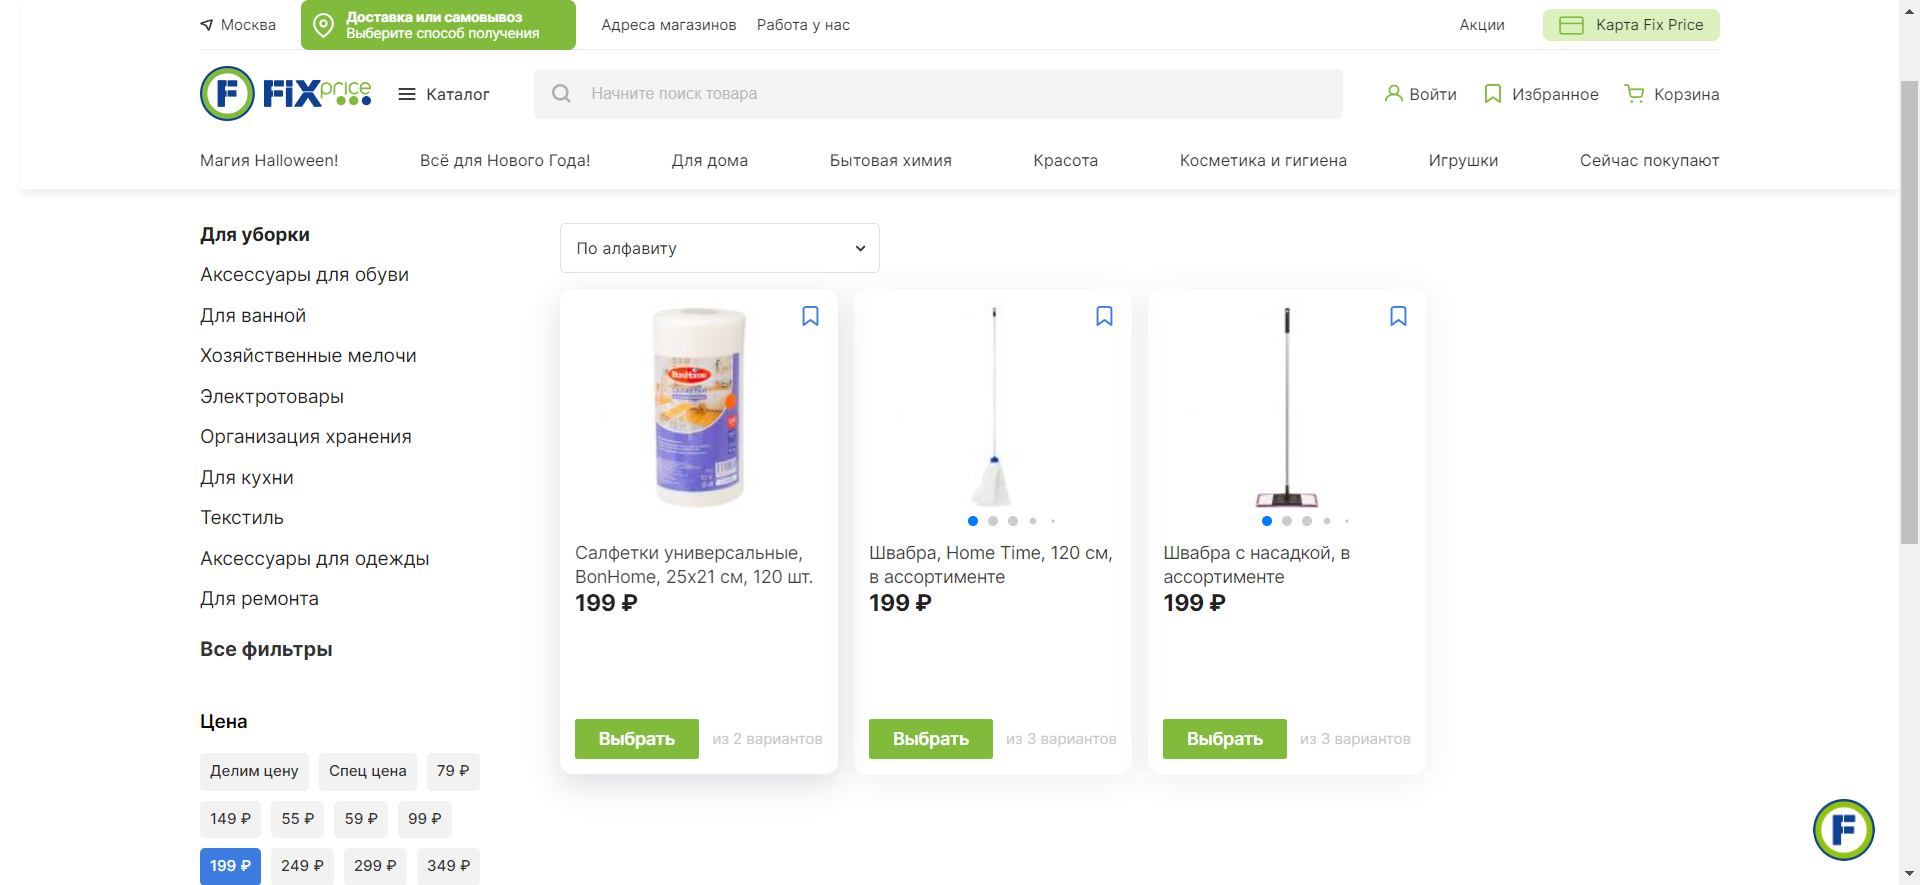 Москва
Доставка или самовывоз
Выберите способ получения
Адреса магазинов
Работа у нас
Акции
Карта Fix Price
F FiXprice
Каталог
Начните поиск товара
Войти
Избранное
Корзина
Магия Halloween!
Всё для Нового Года!
Для дома
Бытовая химия
Красота
Косметика и гигиена
Игрушки
Сейчас покупают
Для уборки
Аксессуары для обуви
Для ванной
Хозяйственные мелочи
Электротовары
Организация хранения
Для кухни
Текстиль
Аксессуары для одежды
Для ремонта
Все фильтры
Цена
Делим цену
Спец цена
79 ₽
149 ₽
55 ₽
59 ₽
99 ₽
199 ₽
249 ₽
299 ₽
349 ₽
По алфавиту
BonHome
Салфетки универсальные,
BonHome, 25х21 см, 120 шт.
199 ₽
Выбрать
из 2 вариантов
Швабра, Home Time, 120 см,
в ассортименте
199 ₽
Выбрать
из 3 вариантов
Швабра с насадкой, в
ассортименте
199 ₽
Выбрать
из 3 вариантов
F